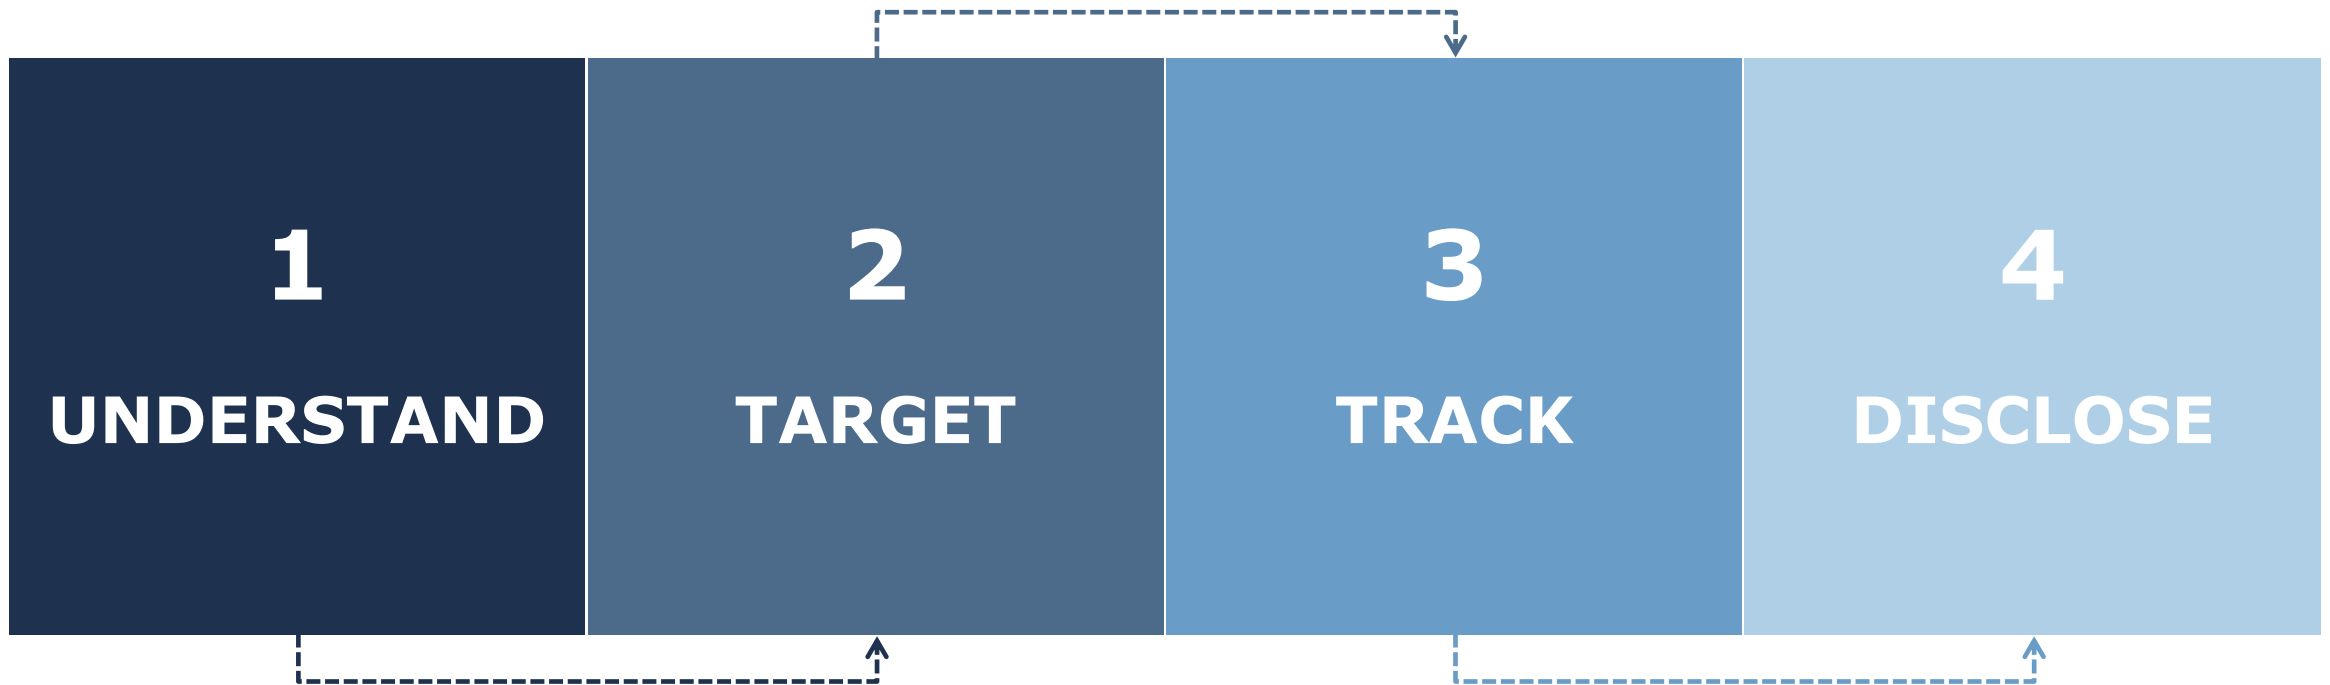 1
UNDERSTAND
2
TARGET
3
TRACK
4
DISCLOSE